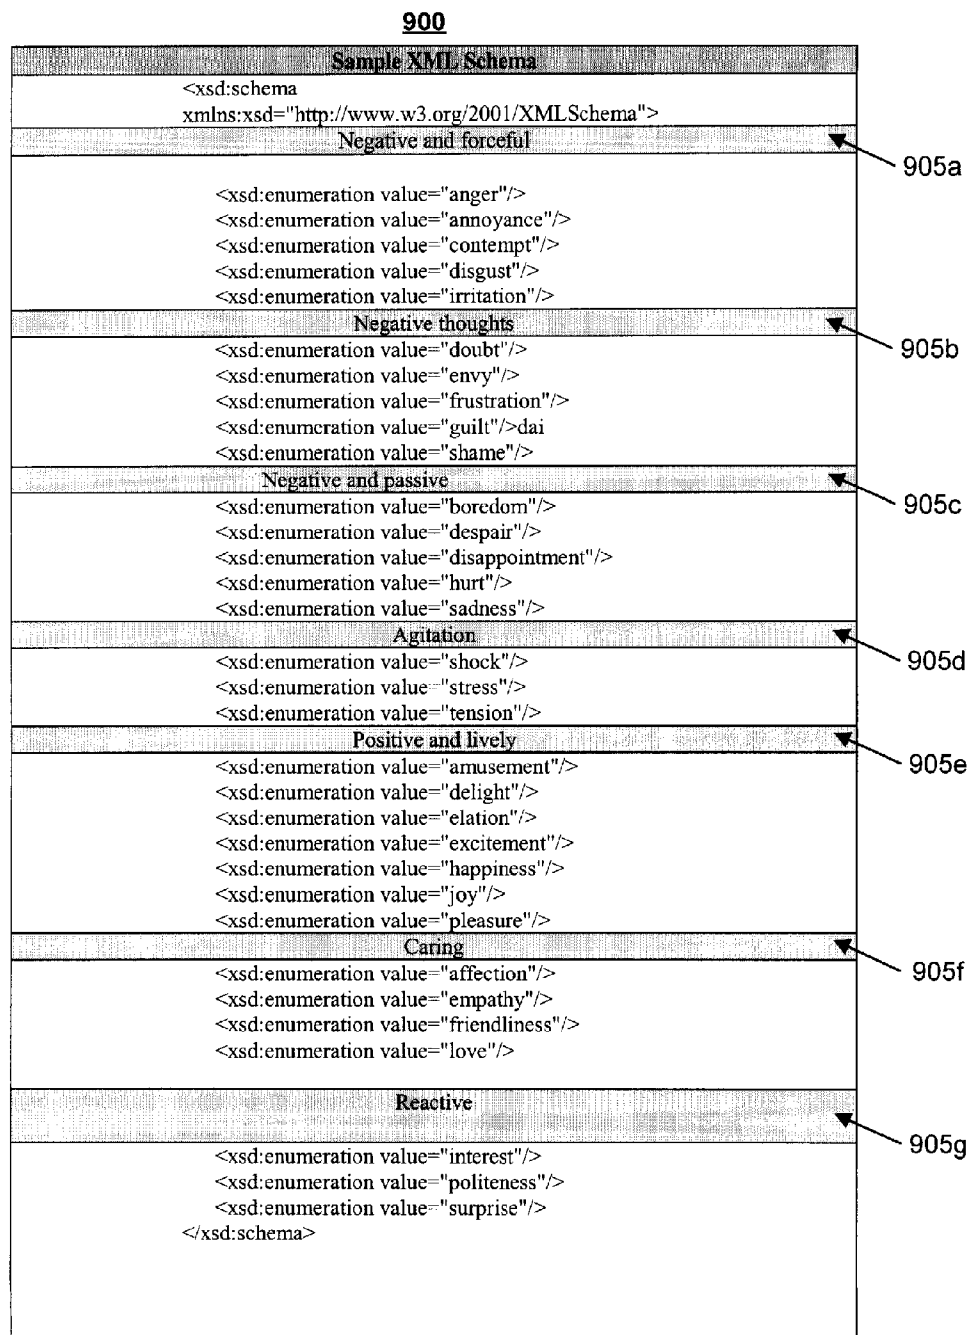 900
Sample XML Schema
<xsd:schema
xmlns:xsd="http://www.w3.org/2001/XMLSchema">
Negative and forceful
905a
<xsd:enumeration value="anger"/>
<xsd:enumeration value="annoyance"/>
<xsd:enumeration value="contempt"/>
<xsd:enumeration value="disgust"/>
<xsd:enumeration value="irritation"/>
Negative thoughts
905b
<xsd:enumeration value="doubt"/>
<xsd:enumeration value="envy"/>
<xsd:enumeration value="frustration"/>
<xsd:enumeration value="guilt"/>dai
<xsd:enumeration value="shame"/>
Negative and passive
905c
<xsd:enumeration value="boredom"/>
<xsd:enumeration value="despair"/>
<xsd:enumeration value="disappointment"/>
<xsd:enumeration value="hurt"/>
<xsd:enumeration value="sadness"/>
Agitation
905d
<xsd:enumeration value="shock"/>
<xsd:enumeration value="stress"/>
<xsd:enumeration value="tension"/>
Positive and lively
905e
<xsd:enumeration value="amusement"/>
<xsd:enumeration value="delight"/>
<xsd:enumeration value="elation"/>
<xsd:enumeration value="excitement"/>
<xsd:enumeration value="happiness"/>
<xsd:enumeration value="joy"/>
<xsd:enumeration value="pleasure"/>
Caring
905f
<xsd:enumeration value="affection"/>
<xsd:enumeration value="empathy"/>
<xsd:enumeration value="friendliness"/>
<xsd:enumeration value="love"/>
Reactive
905g
<xsd:enumeration value="interest"/>
<xsd:enumeration value="politeness"/>
<xsd:enumeration value="surprise"/>
</xsd:schema>